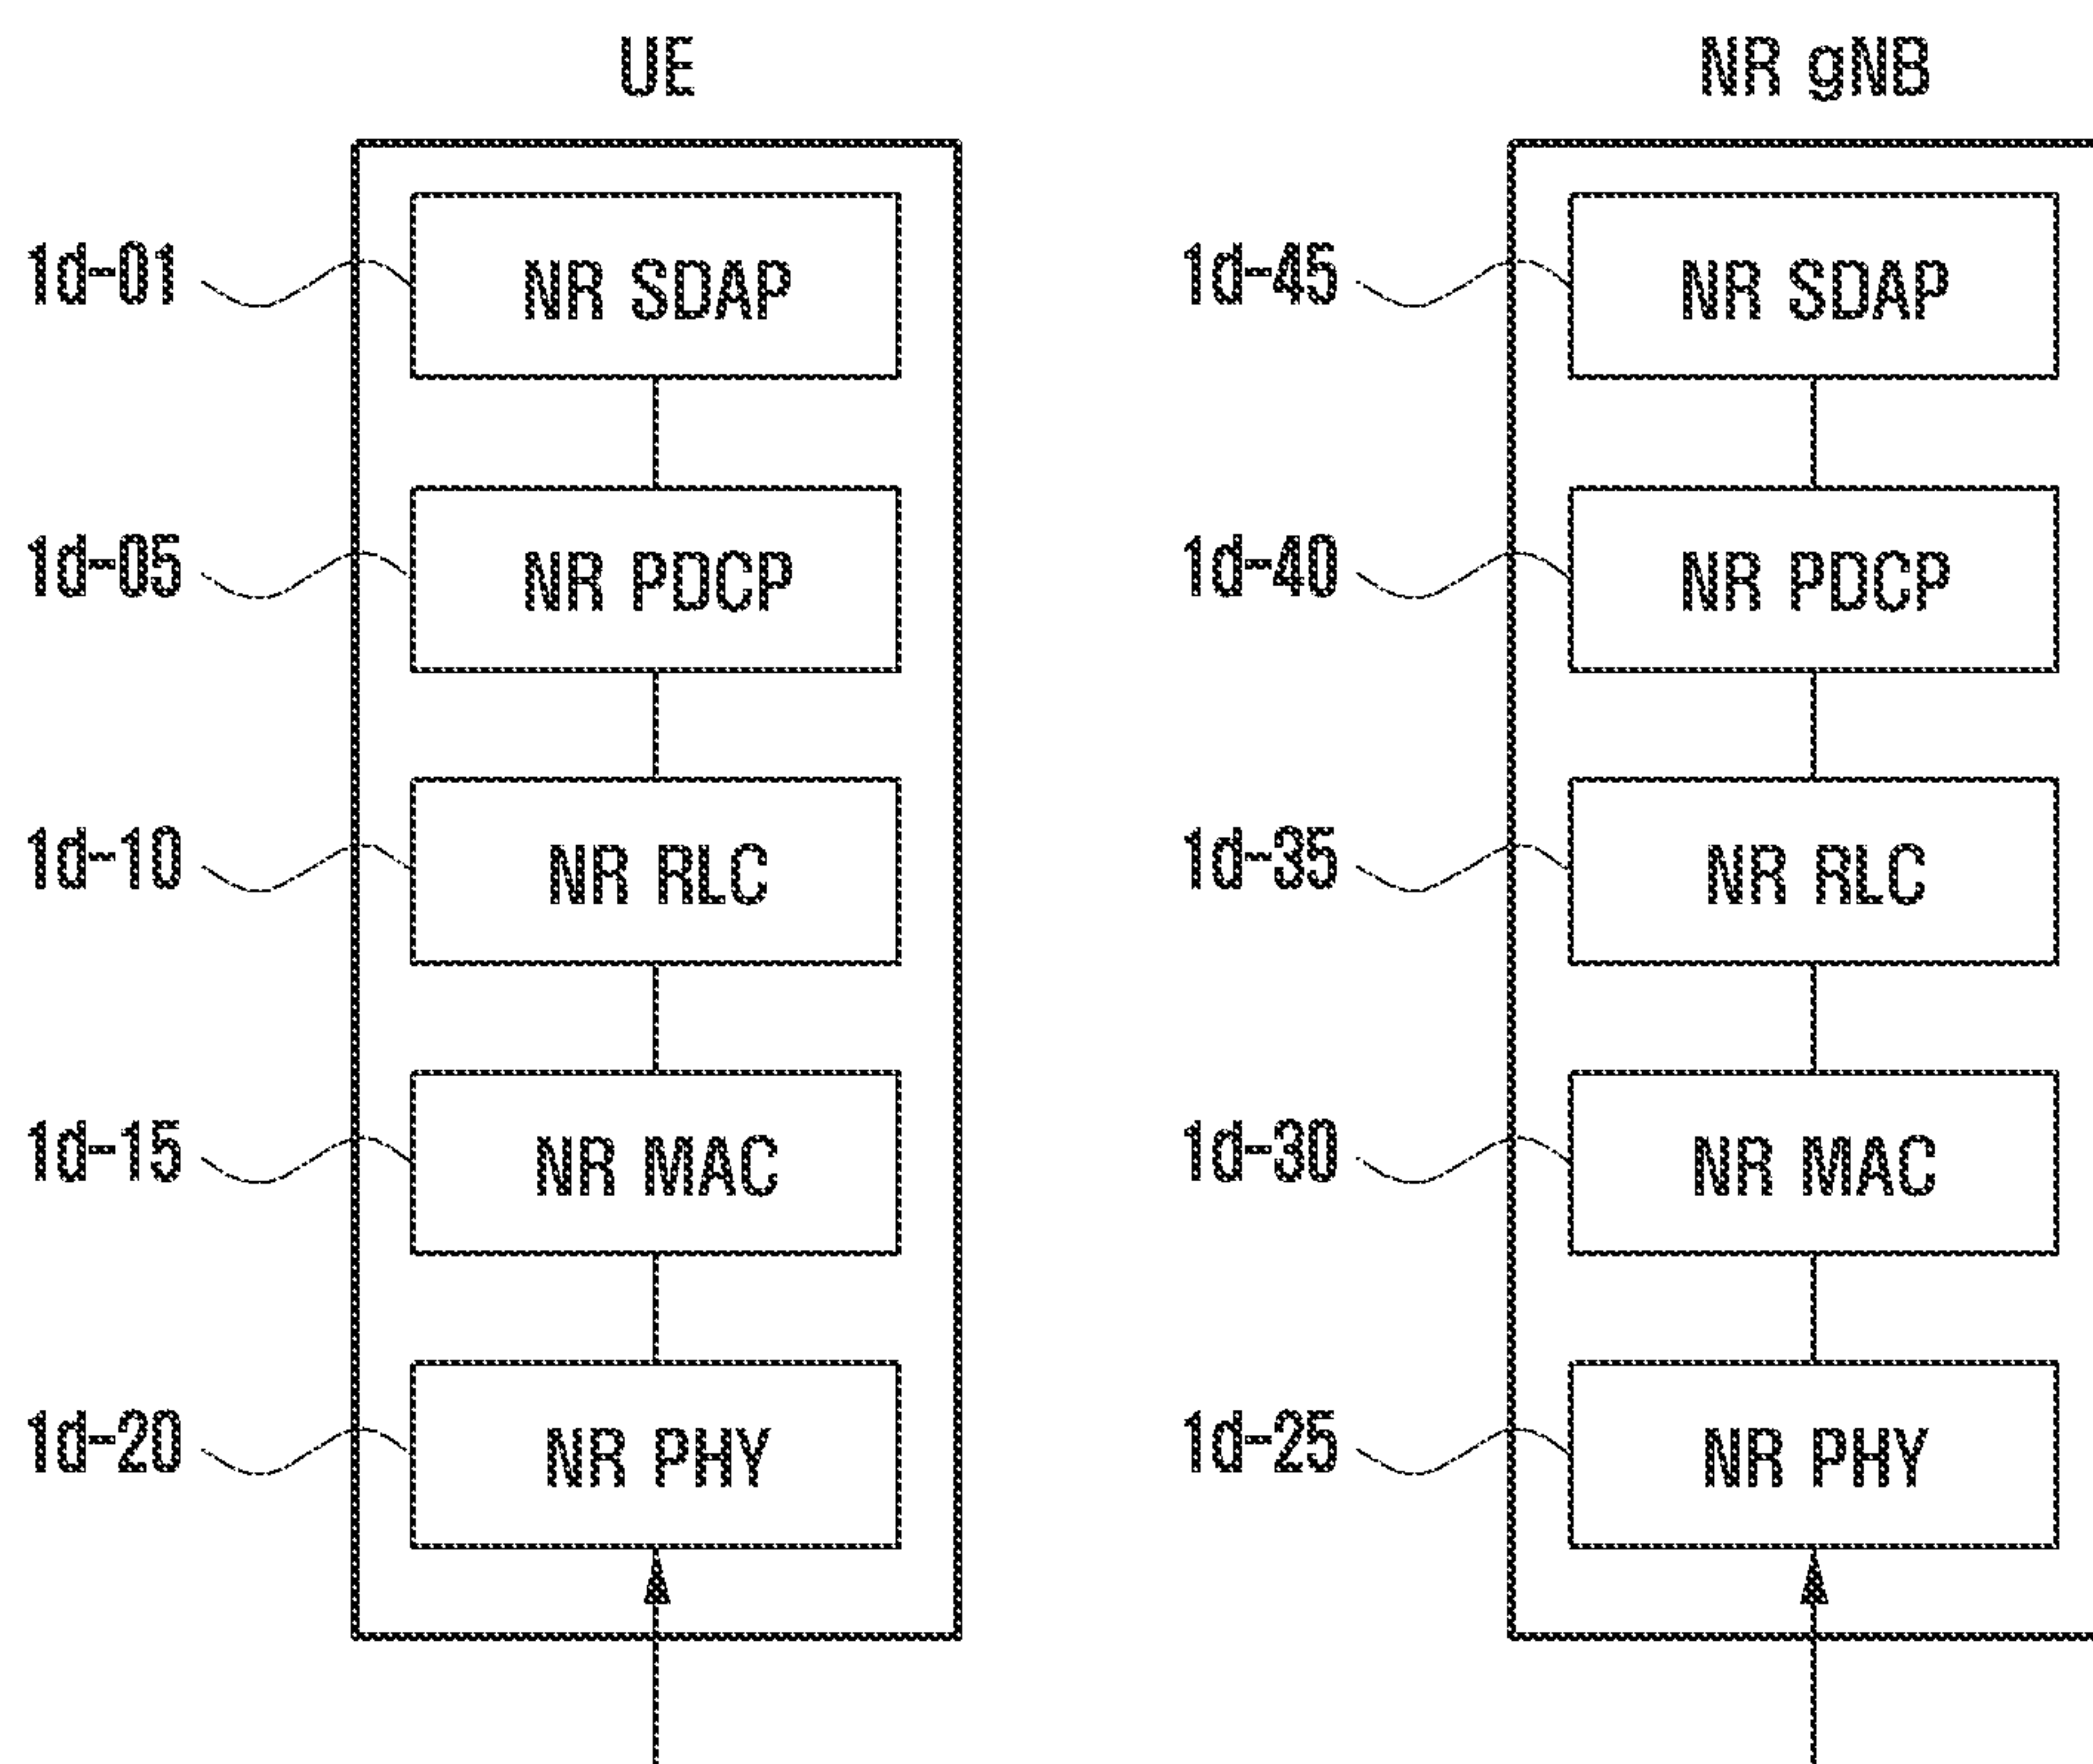 UE NR gNB
1d-01 NR SDAP 1d-45 NR SDAP
1d-05 NR PDCP 1d-40 NR PDCP
1d-10 NR RLC 1d-35 NR RLC
1d-15 NR MAC 1d-30 NR MAC
1d-20 NR PHY 1d-25 NR PHY